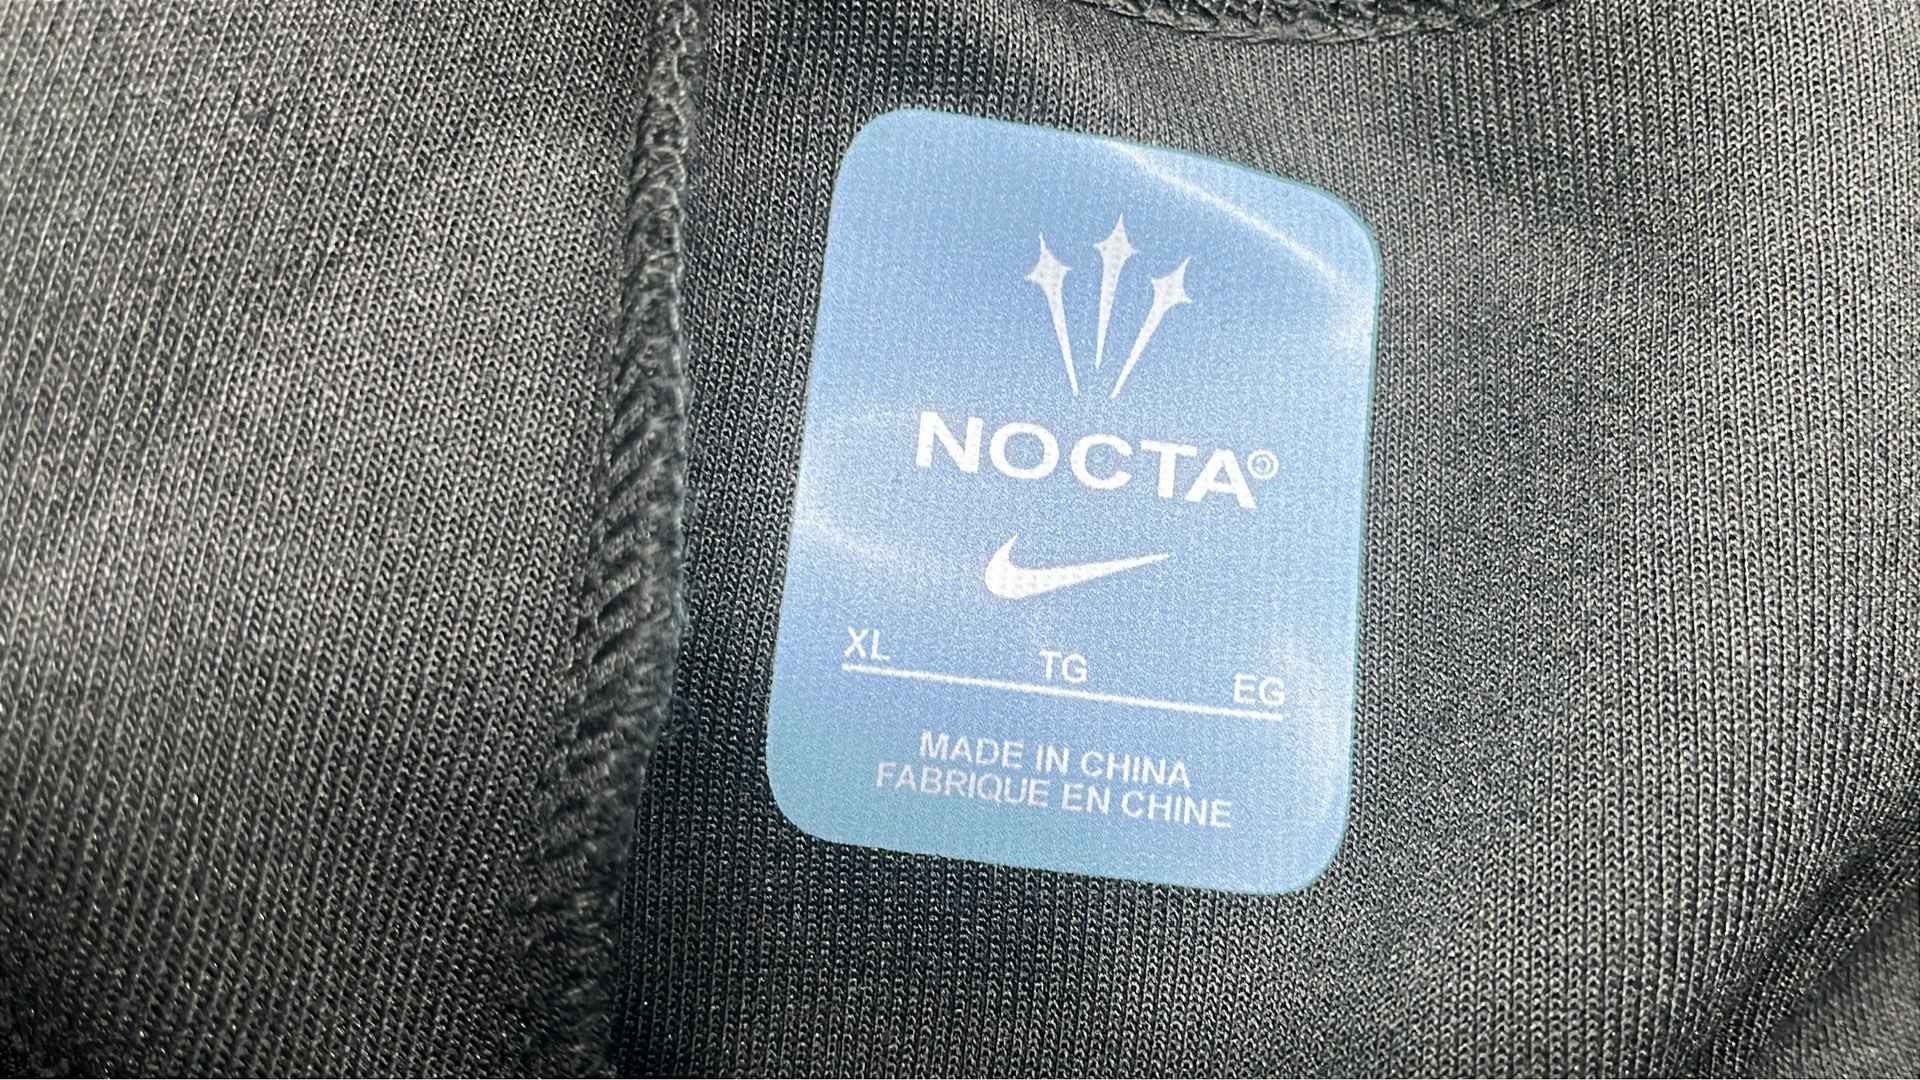 NOCTA©
XL TG EG
MADE IN CHINA
FABRIQUE EN CHINE